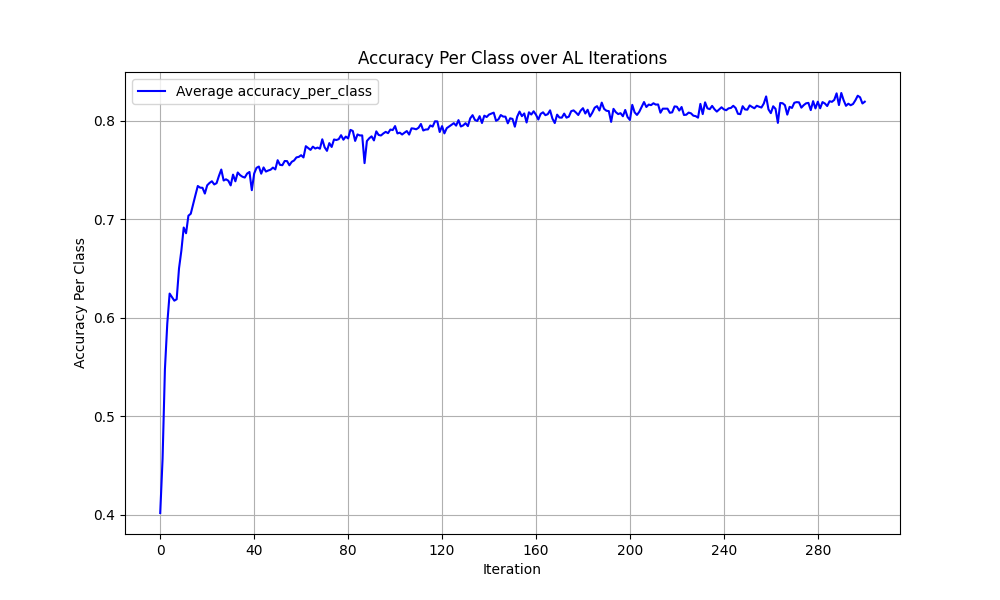 Accuracy Per Class over AL Iterations
Average accuracy_per_class
Accuracy Per Class
0.8
0.7
0.6
0.5
0.4
0 40 80 120 160 200 240 280
Iteration